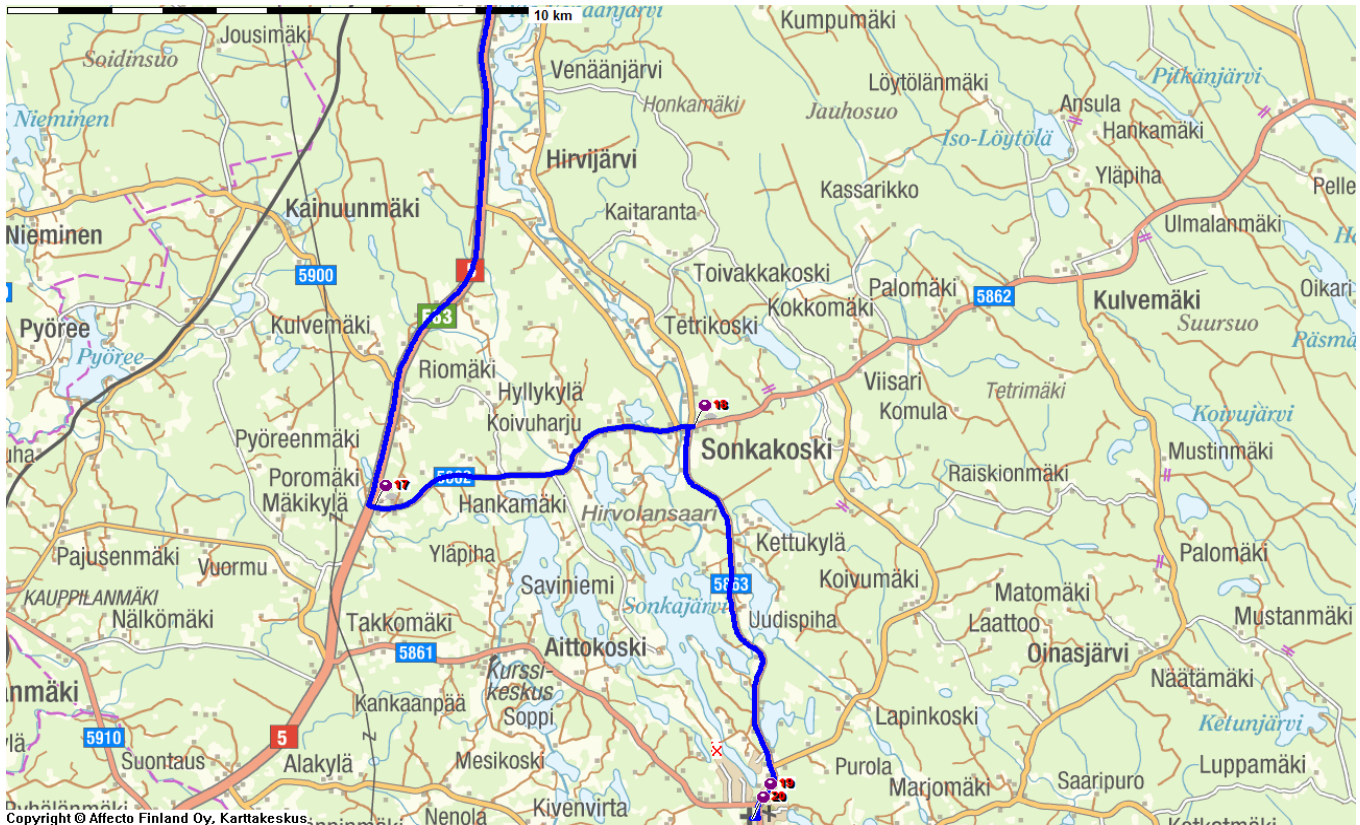 10 km
Kumpumäki
Jousimäki
Soidinsuo
Venäänjärvi
Löytölänmäki
Pitkänjärvi
Honkamäki
Jauhosuo
Ansula
Nieminen
Iso-Löytölä
Hankamäki
Hirvijärvi
Yläpiha
Kassarikko
Pelle
Kainuunmäki
Kaitaranta
Ulmalanmäki
Nieminen
5900
Toivakkakoski
Palomäki
5862
Oikari
Kulvemäki
Kokkomäki
Pyöree
Kulvemäki
Tetrikoski
Suursuo
Pyöree
Päsmä
Riomäki
Hyllykylä
Viisari
Tetrimäki
18
Komula
Koivujärvi
Koivuharju
Pyöreenmäki
Sonkakoski
Mustinmäki
uha
Poromäki
5862
Raiskionmäki
17
Mäkikylä
Hankamäki
Hirvolansaari
Kettukylä
Palomäki
Pajusenmäki
Yläpiha
Vuormu
Koivumäki
5863
Saviniemi
Matomäki
KAUPPILANMÄKI
Sonkajärvi
Nälkömäki
Takkomäki
Uudispiha
Laattoo
Mustanmäki
5861
Aittokoski
Oinasjärvi
Kurssi-
keskus
Näätämäki
anmäki
Kankaanpää
Soppi
Lapinkoski
Ketunjärvi
5910
5
Suontaus
Alakylä
Mesikoski
Purola
Luppamäki
Saaripuro
19
Marjomäki
20
Nenola
Kivenvirta
Copyright © Affecto Finland Oy, Karttakeskus.